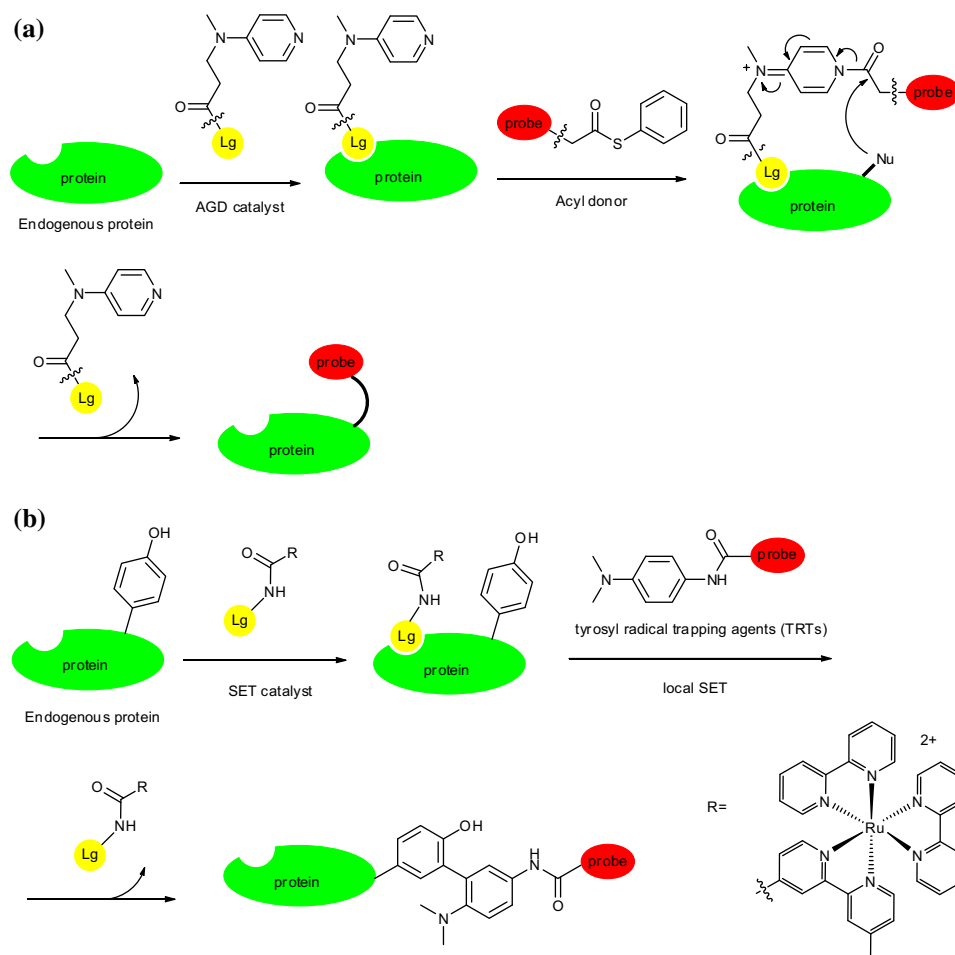 (a)
N
N
O
Lg
protein
Endogenous protein
AGD catalyst
N
N
O
Lg
protein
probe
O
S
Acyl donor
N
+
N
O
probe
O
Lg
Nu
protein
N
N
O
Lg
probe
protein
(b)
OH
protein
Endogenous protein
O
R
NH
Lg
SET catalyst
O
R
NH
Lg
OH
protein
N
NH
O
probe
tyrosyl radical trapping agents (TRTs)
local SET
O
R
NH
Lg
protein
OH
N
H
N
O
probe
R=
2+
N
N
N
Ru
N
N
N